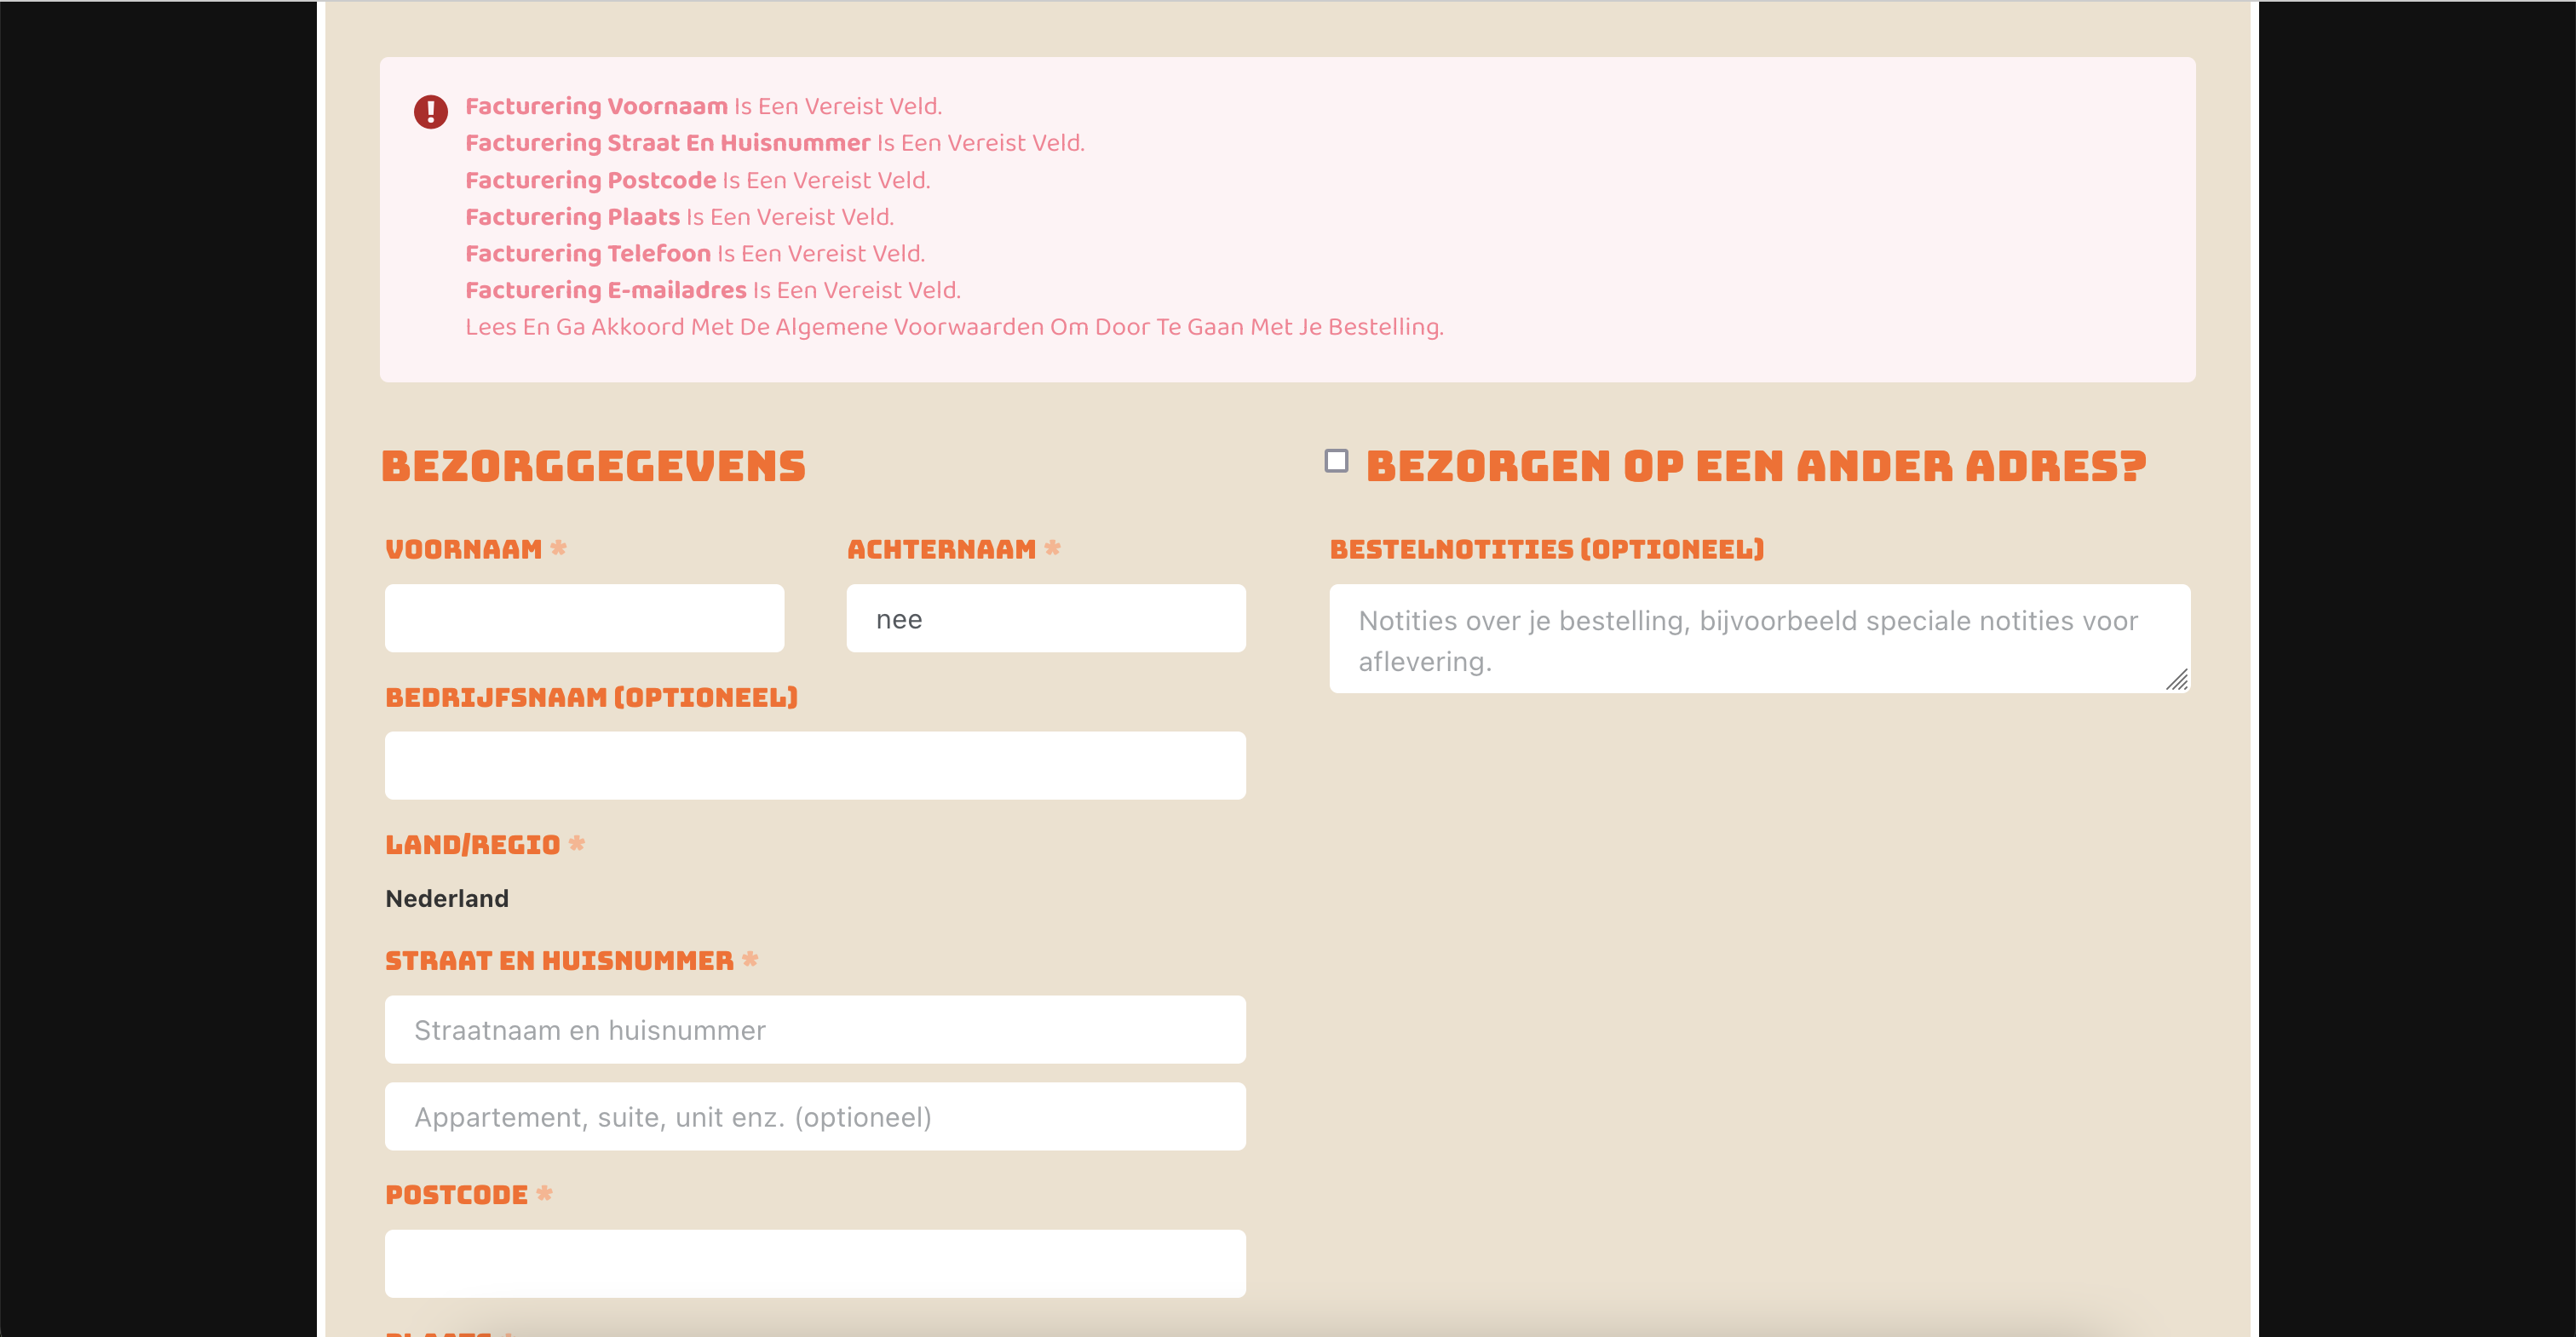 Facturering Voornaam Is Een Vereist Veld.
Facturering Straat En Huisnummer Is Een Vereist Veld.
Facturering Postcode Is Een Vereist Veld.
Facturering Plaats Is Een Vereist Veld.
Facturering Telefoon Is Een Vereist Veld.
Facturering E-mailadres Is Een Vereist Veld.
Lees En Ga Akkoord Met De Algemene Voorwaarden Om Door Te Gaan Met Je Bestelling.
BEZORGGEGEVENS
VOORNAAM *
ACHTERNAAM *
nee
BEDRIJFSNAAM (OPTIONEEL)
LAND/REGIO *
Nederland
STRAAT EN HUISNUMMER *
Straatnaam en huisnummer
Appartement, suite, unit enz. (optioneel)
POSTCODE *
BEZORGEN OP EEN ANDER ADRES?
BESTELNOTITIES (OPTIONEEL)
Notities over je bestelling, bijvoorbeeld speciale notities voor
aflevering.